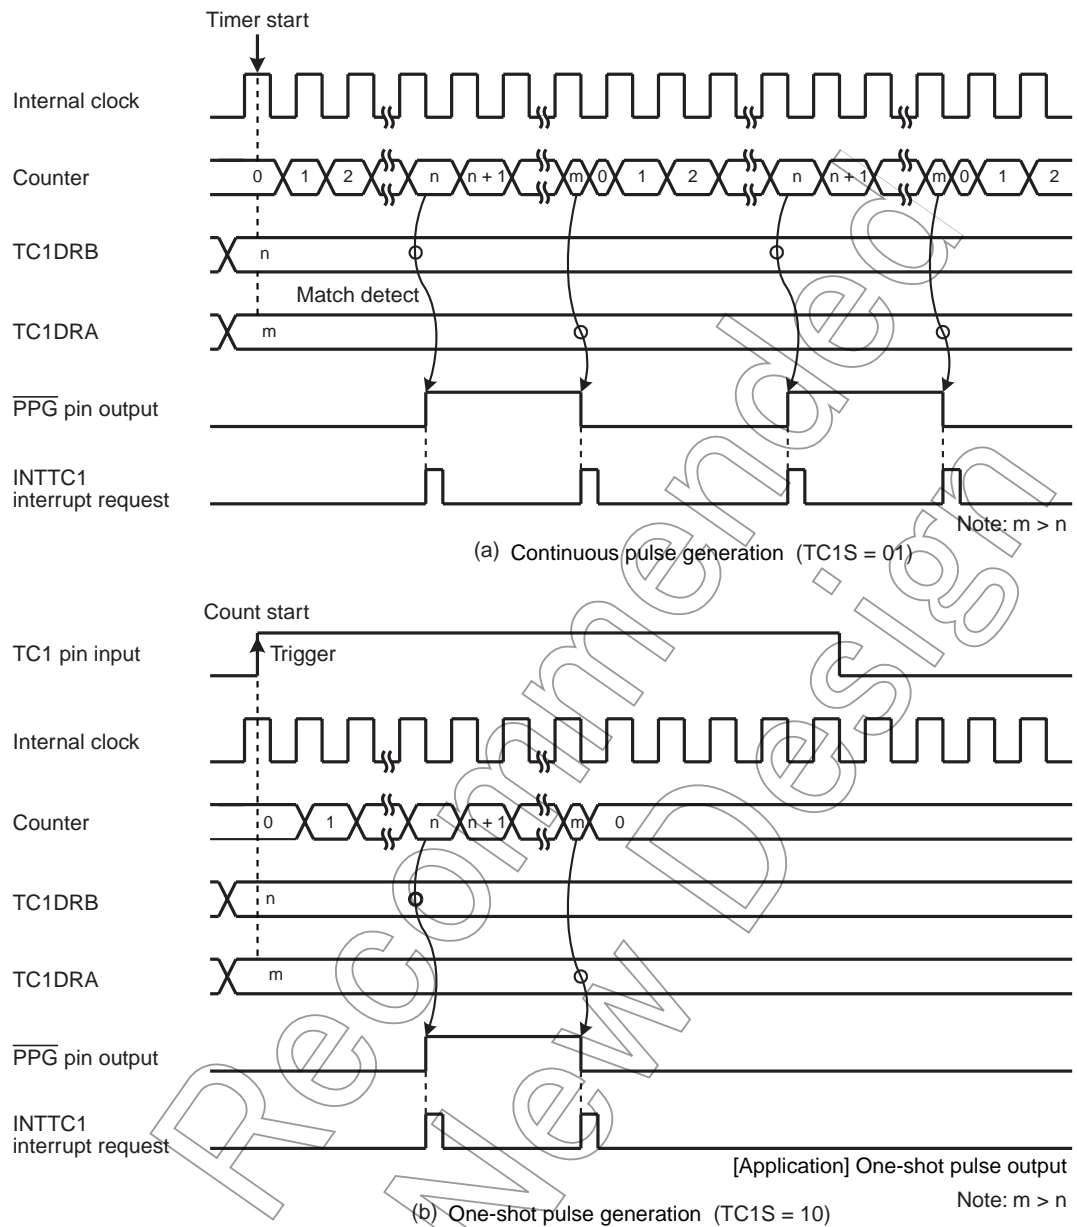 Timer start
Internal clock
Counter 0 1 2 n n + 1 m 0 1 2 n n + 1 m 0 1 2
TC1DRB n
Match detect
TC1DRA m
PPG pin output
INTTC1
interrupt request
Note: m > n
(a) Continuous pulse generation (TC1S = 01)
Count start
TC1 pin input Trigger
Internal clock
Counter 0 1 n n + 1 m 0
TC1DRB n
TC1DRA m
PPG pin output
INTTC1
interrupt request
[Application] One-shot pulse output
Note: m > n
(b) One-shot pulse generation (TC1S = 10)
Recommended
New Design